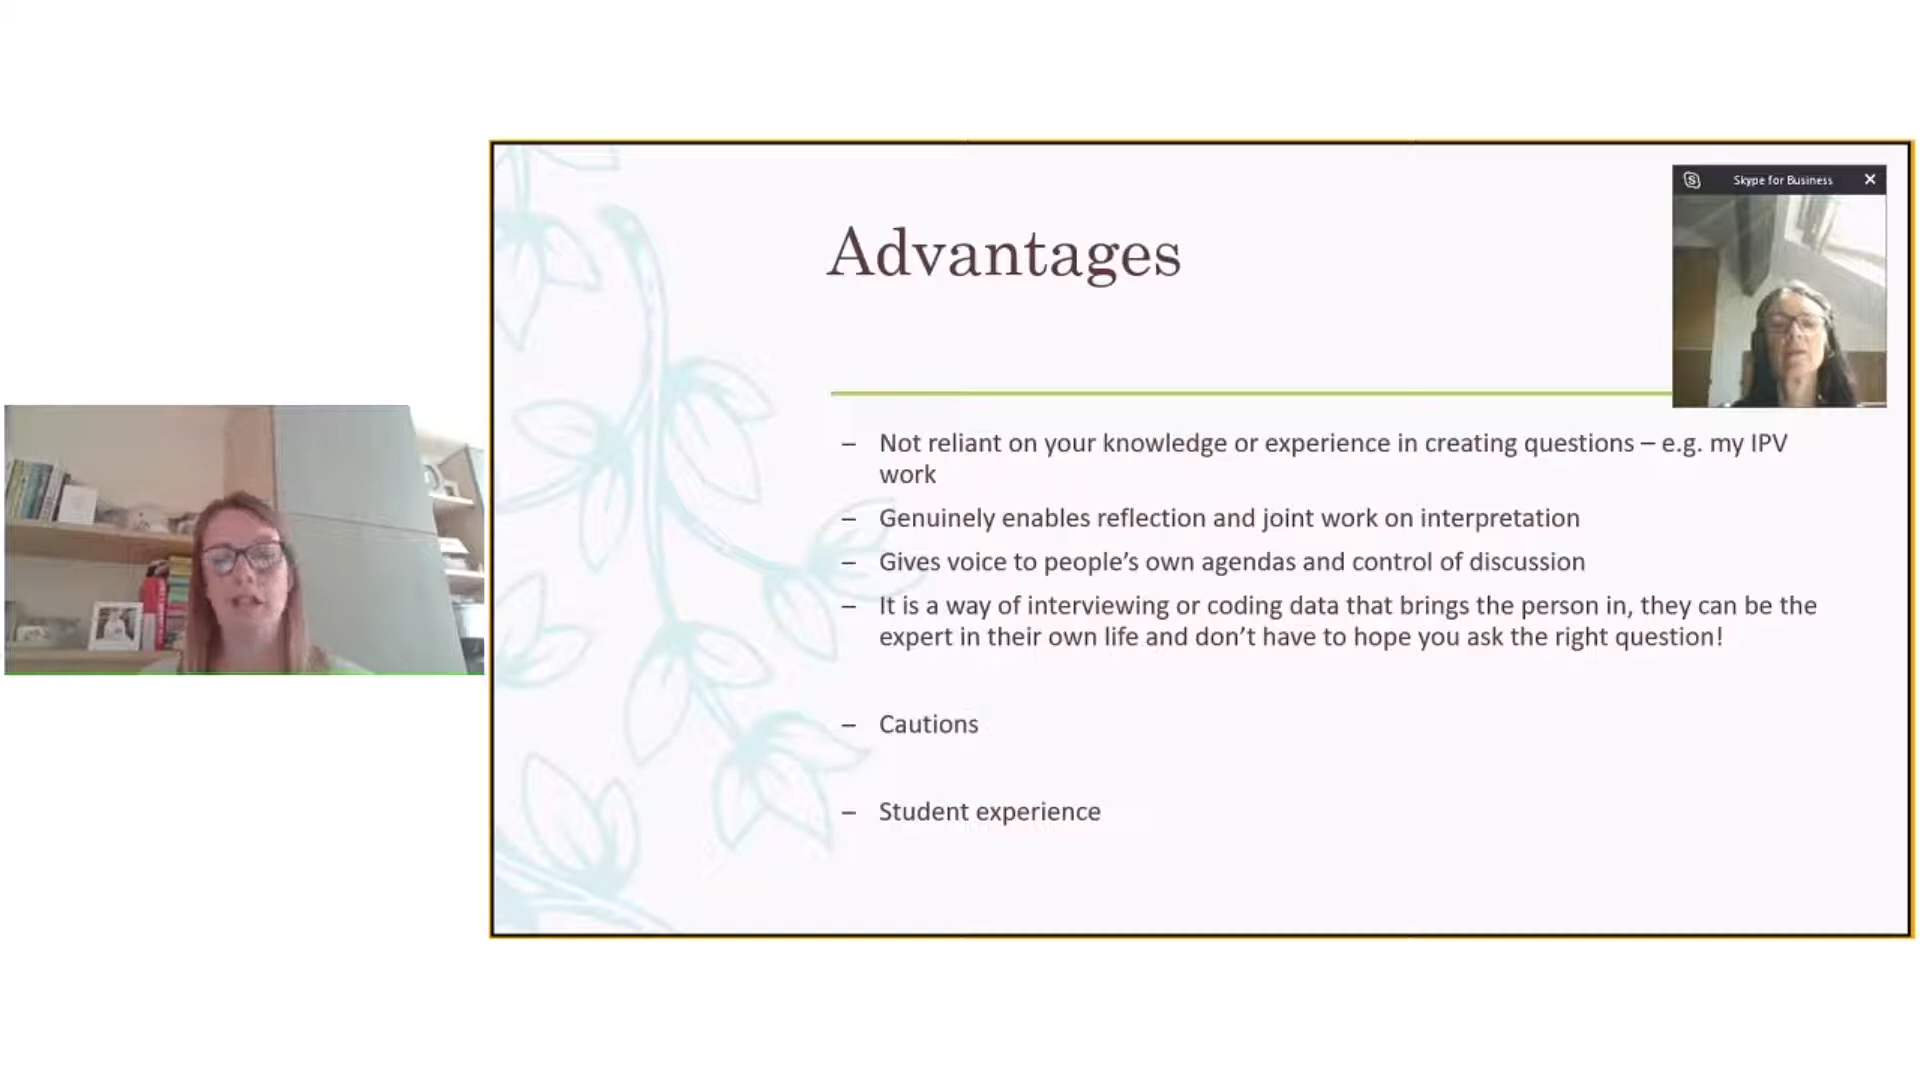 Skype for Business
Advantages
– Not reliant on your knowledge or experience in creating questions – e.g. my IPV
work
– Genuinely enables reflection and joint work on interpretation
– Gives voice to people’s own agendas and control of discussion
– It is a way of interviewing or coding data that brings the person in, they can be the
expert in their own life and don’t have to hope you ask the right question!
– Cautions
– Student experience